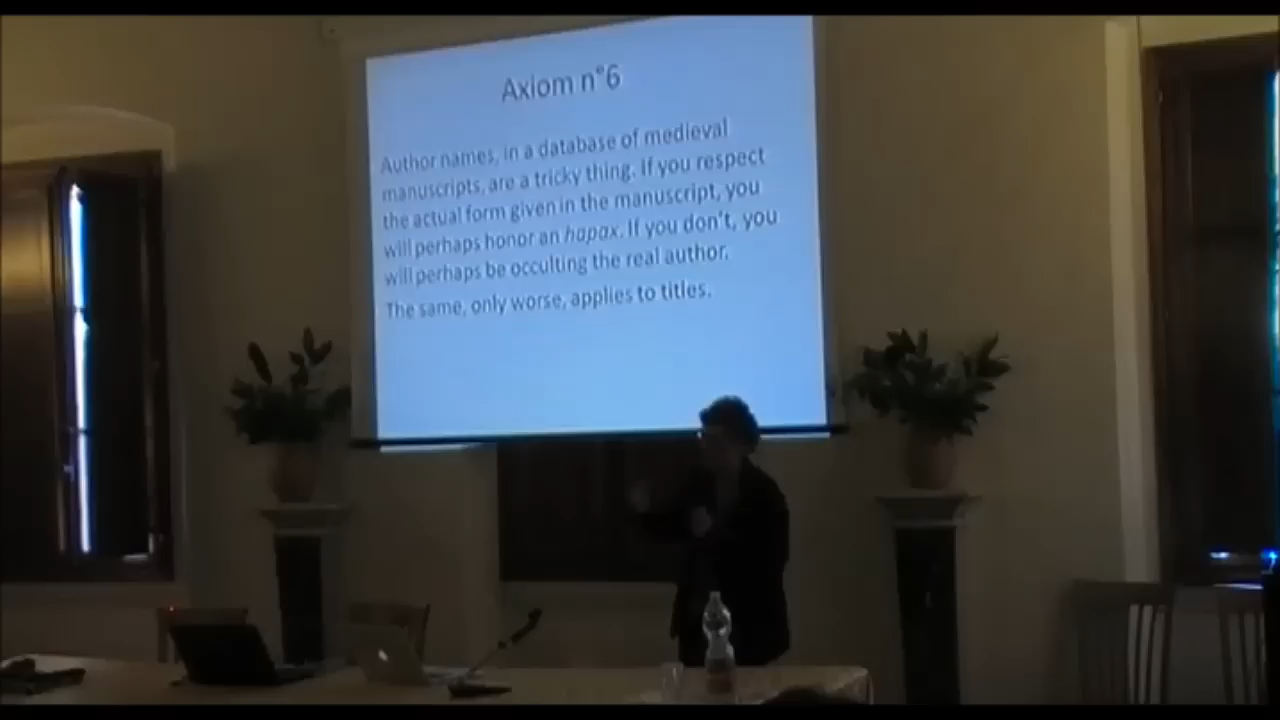 Axiom n°6
Author names, in a database of medieval
manuscripts, are a tricky thing. If you respect
the actual form given in the manuscript, you
will perhaps honor an hapax. If you don't, you
will perhaps be occulting the real author.
The same, only worse, applies to titles.